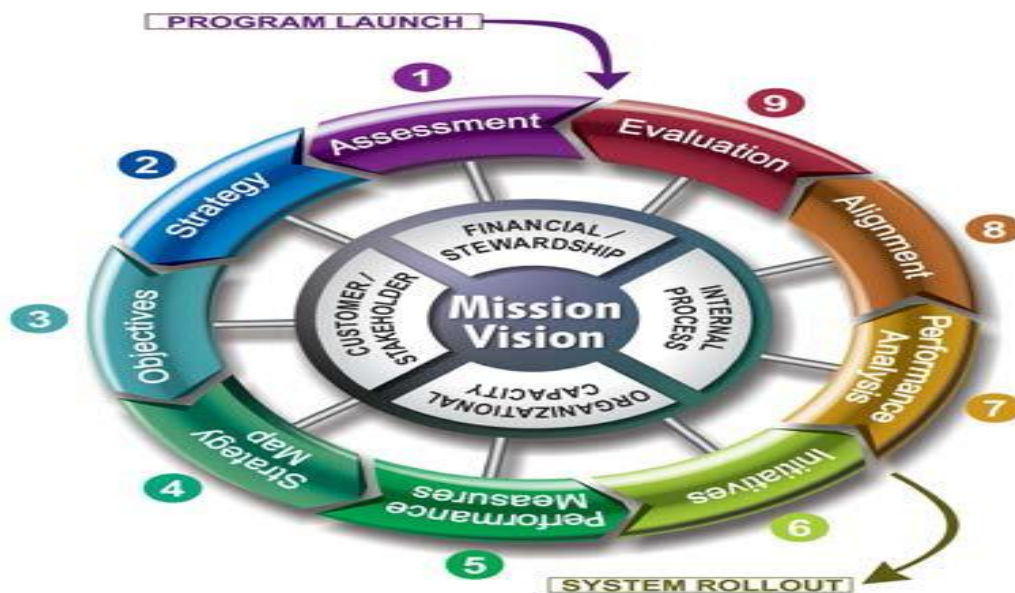 PROGRAM LAUNCH
1
Assessment
2
Strategy
3
Objectives
4
Strategy
Map
5
Performance
Measures
6
Initiatives
SYSTEM ROLLOUT
7
Performance
Analysis
8
Alignment
9
Evaluation
FINANCIAL/
STEWARDSHIP
CUSTOMER/
STAKEHOLDER
INTERNAL
PROCESS
ORGANIZATIONAL
CAPACITY
Mission
Vision